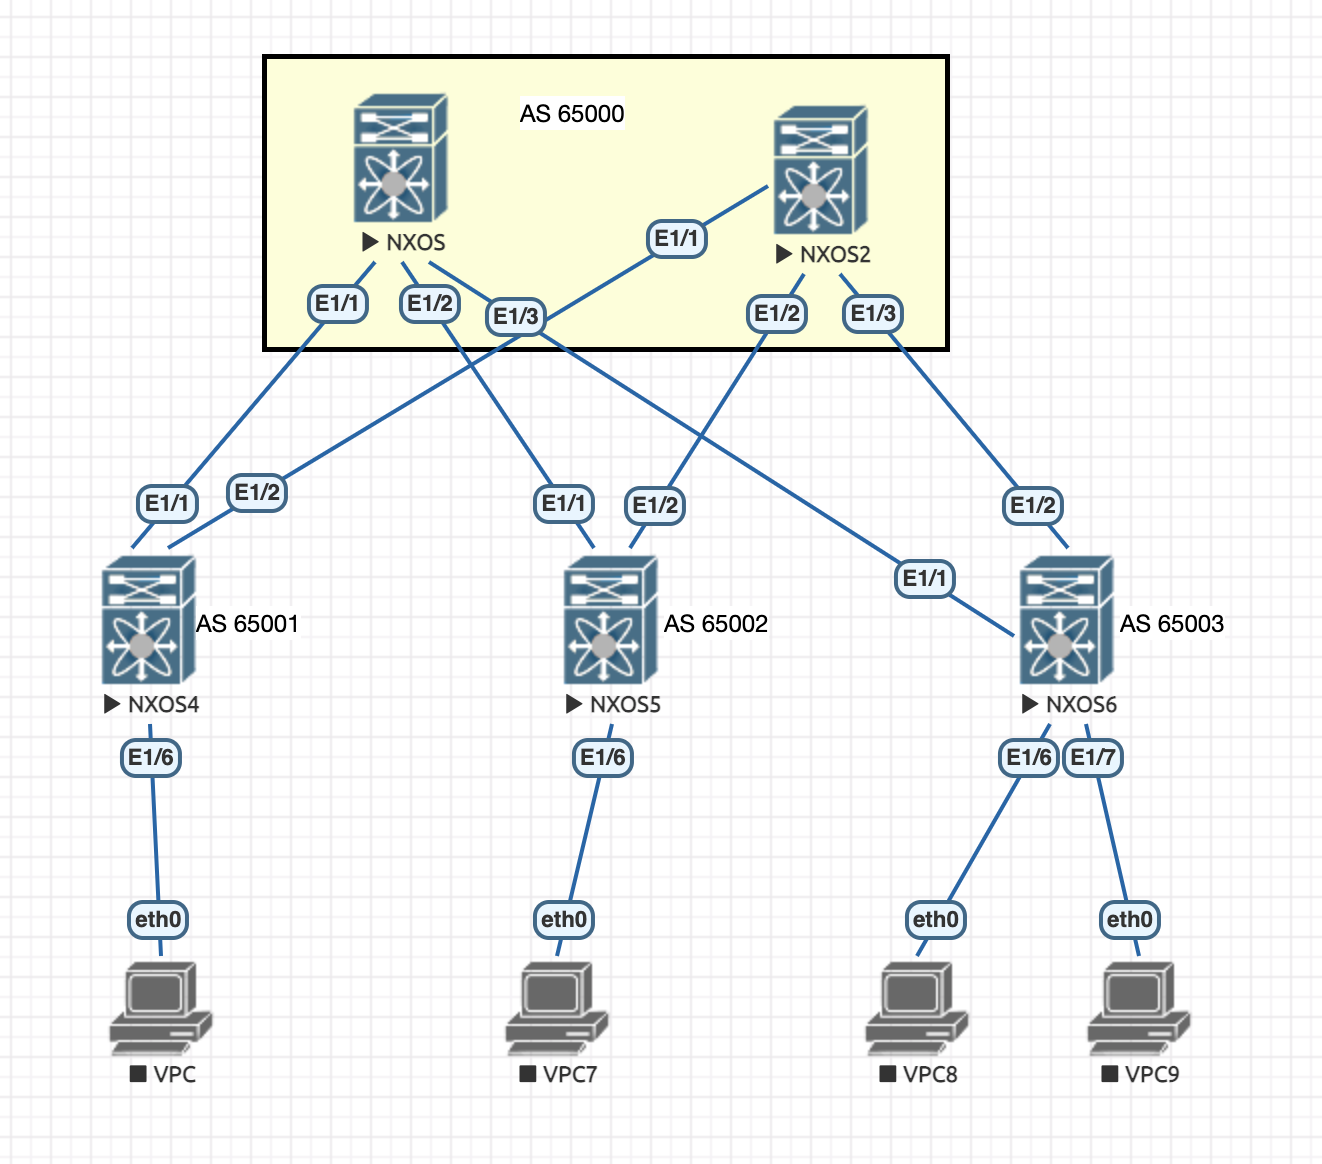 AS 65000
NXOS
NXOS2
E1/1
E1/1
E1/2
E1/3
E1/2
E1/3
E1/1
E1/2
E1/1
E1/2
E1/2
E1/1
AS 65001
AS 65002
AS 65003
NXOS4
NXOS5
NXOS6
E1/6
E1/6
E1/6
E1/7
eth0
eth0
eth0
eth0
VPC
VPC7
VPC8
VPC9